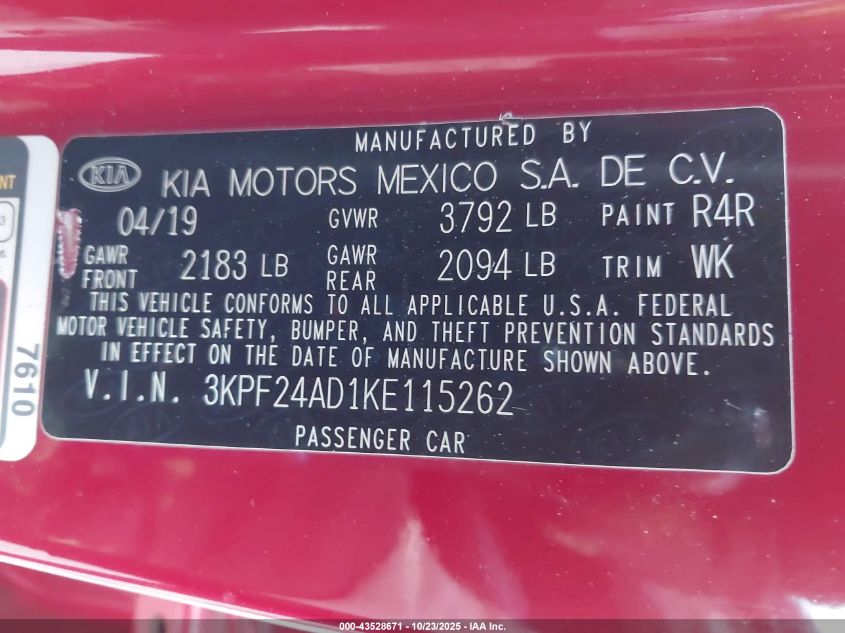 MANUFACTURED BY
KIA KIA MOTORS MEXICO S.A. DE C.V.
04/19 GVWR 3792 LB PAINT R4R
GAWR FRONT 2183 LB GAWR REAR 2094 LB TRIM WK
THIS VEHICLE CONFORMS TO ALL APPLICABLE U.S.A. FEDERAL
MOTOR VEHICLE SAFETY, BUMPER, AND THEFT PREVENTION STANDARDS
IN EFFECT ON THE DATE OF MANUFACTURE SHOWN ABOVE.
V.I.N. 3KPF24AD1KE115262
PASSENGER CAR
7610
000-43528671 - 10/23/2025 - IAA Inc.